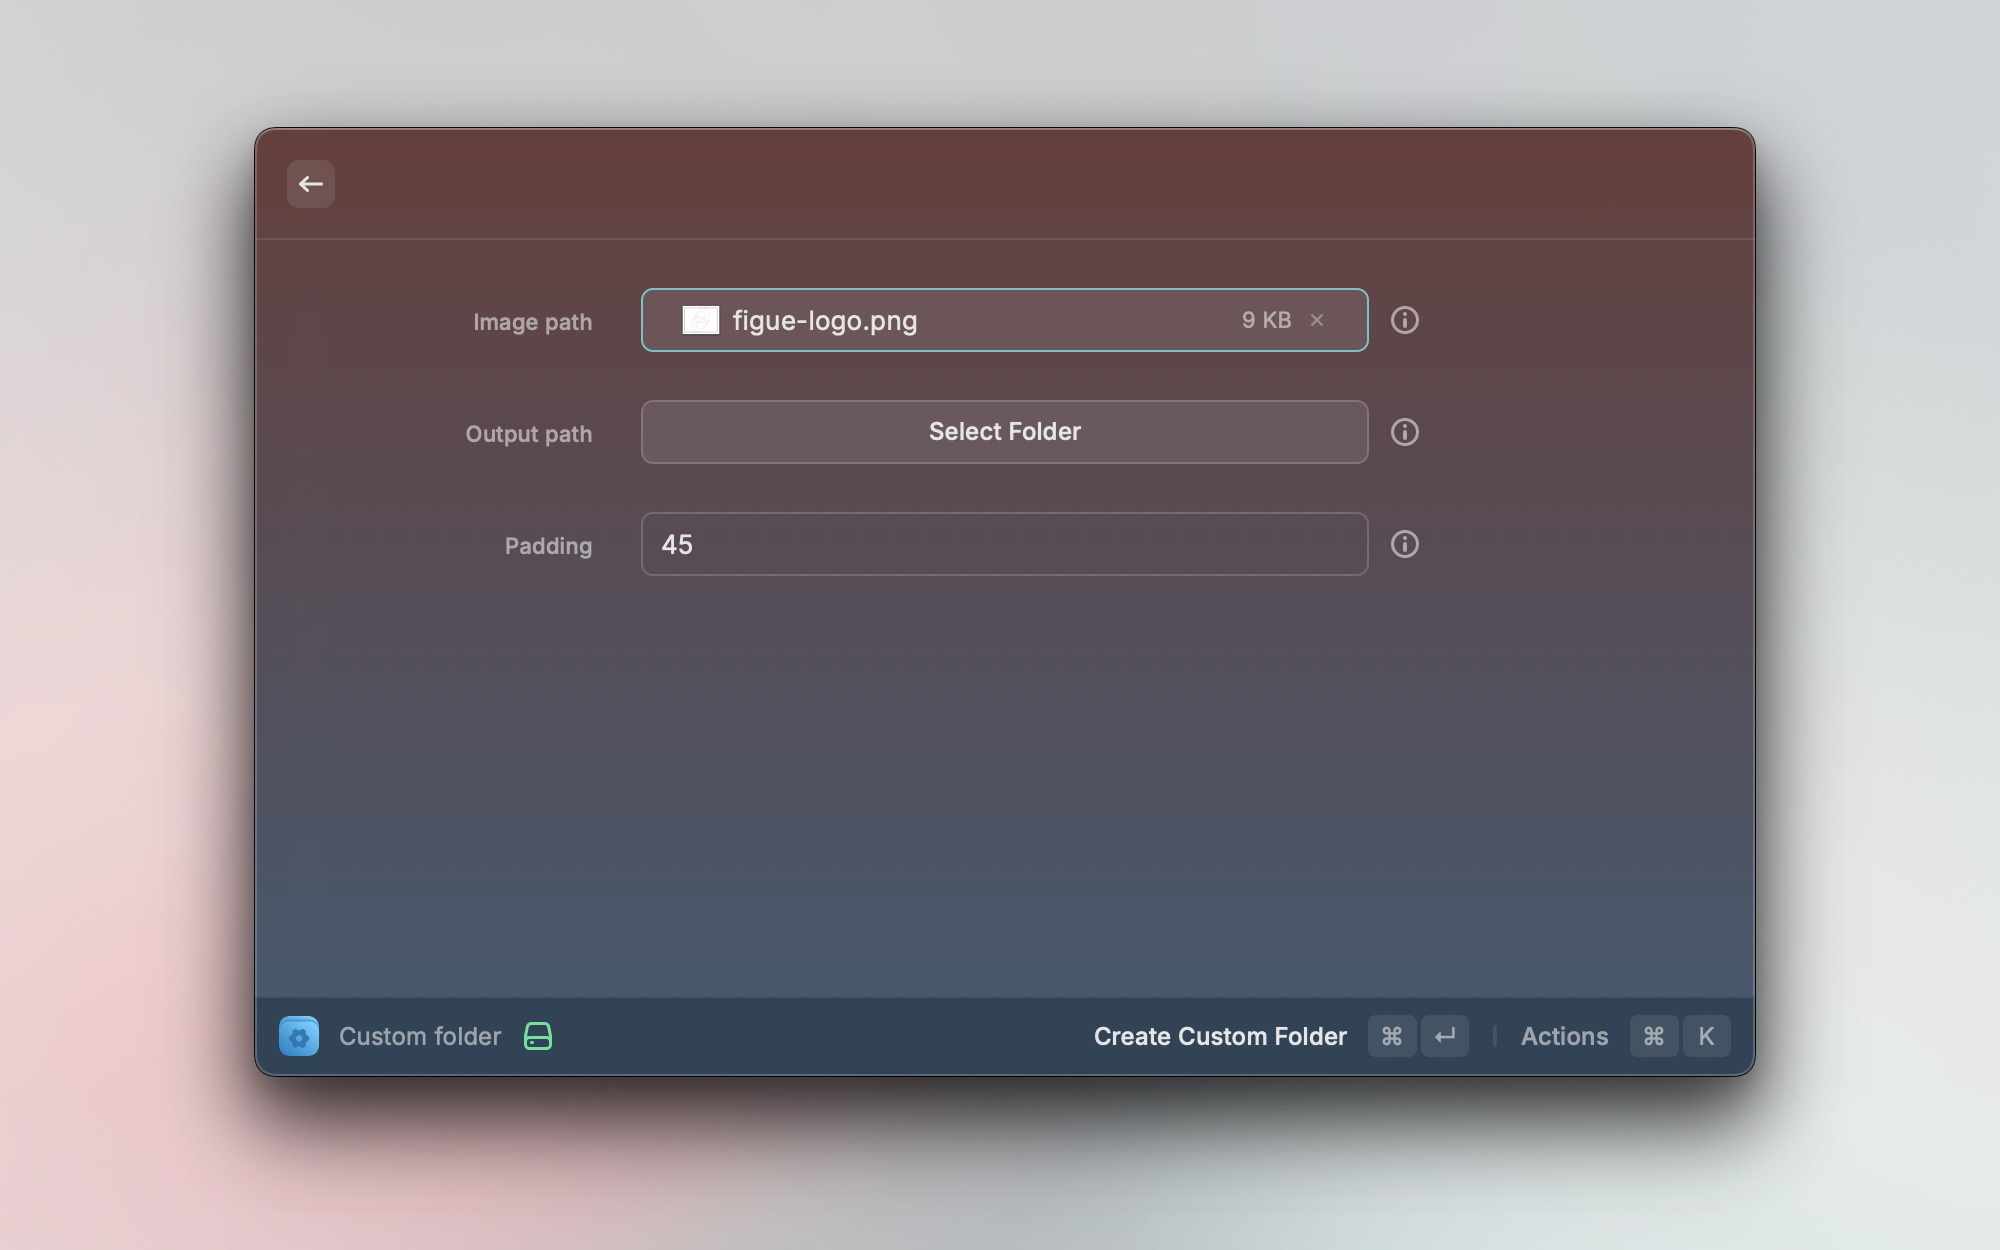 Image path
figue-logo.png 9 KB ×
Output path
Select Folder
Padding
45
Custom folder
Create Custom Folder ⌘ ↵
Actions ⌘ K